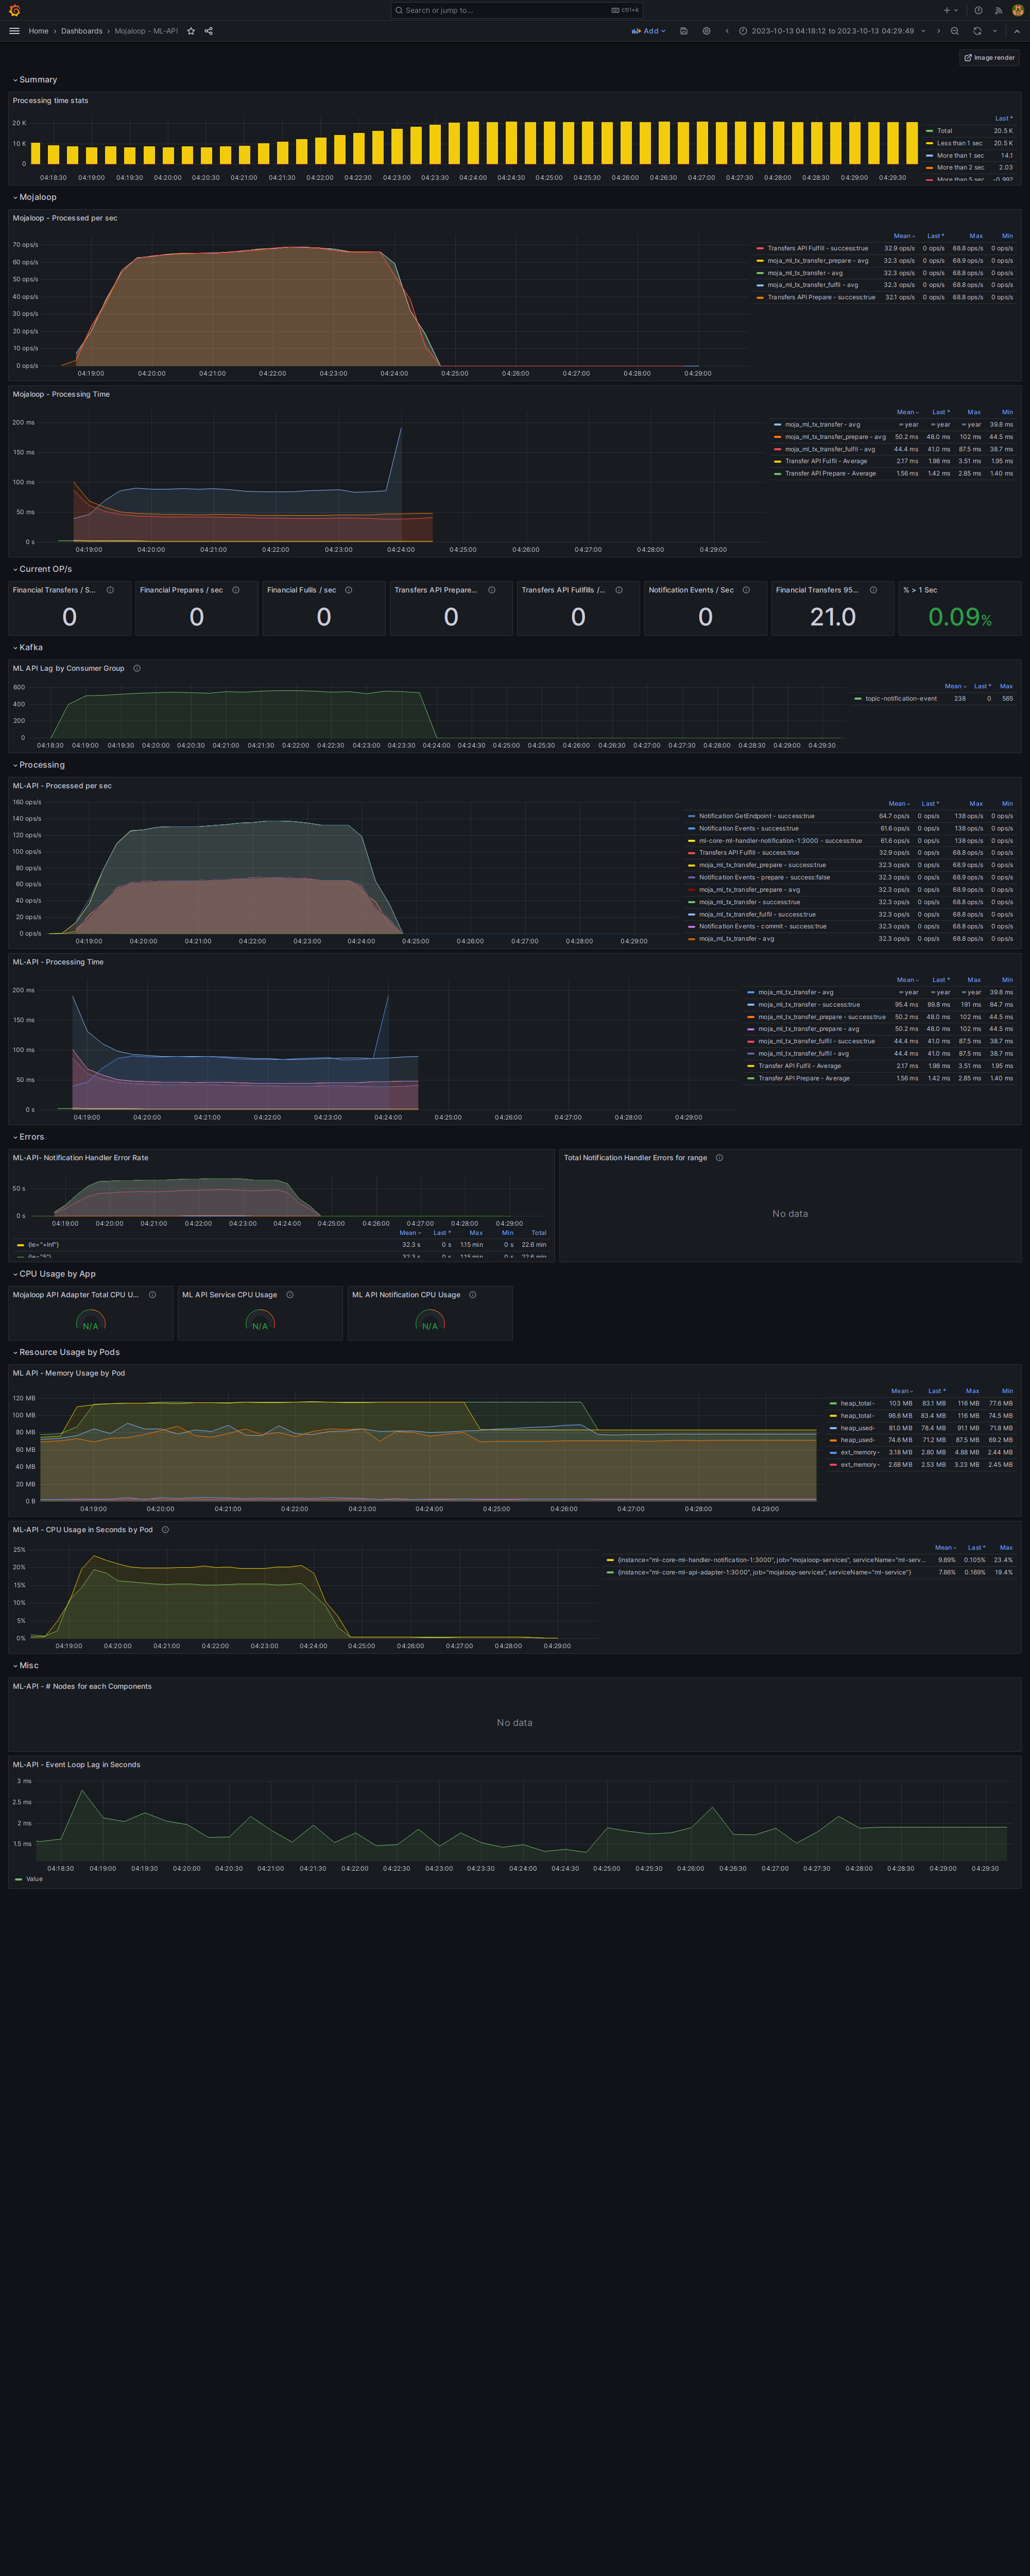 Search or jump to... ctrl+k
Home › Dashboards › Mojaloop - ML-API Add 2023-10-13 04:18:12 to 2023-10-13 04:29:49
Image render
Summary
Processing time stats
20 K
10 K
0
04:18:30 04:19:00 04:19:30 04:20:00 04:20:30 04:21:00 04:21:30 04:22:00 04:22:30 04:23:00 04:23:30 04:24:00 04:24:30 04:25:00 04:25:30 04:26:00 04:26:30 04:27:00 04:27:30 04:28:00 04:28:30 04:29:00 04:29:30
Last *
Total 20.5 K
Less than 1 sec 20.5 K
More than 1 sec 14.1
More than 2 sec 2.03
More than 5 sec -0.992
Mojaloop
Mojaloop - Processed per sec
70 ops/s
60 ops/s
50 ops/s
40 ops/s
30 ops/s
20 ops/s
10 ops/s
0 ops/s
04:19:00 04:20:00 04:21:00 04:22:00 04:23:00 04:24:00 04:25:00 04:26:00 04:27:00 04:28:00 04:29:00
Mean Last * Max Min
Transfers API Fulfill - success:true 32.9 ops/s 0 ops/s 68.8 ops/s 0 ops/s
moja_ml_tx_transfer_prepare - avg 32.3 ops/s 0 ops/s 68.9 ops/s 0 ops/s
moja_ml_tx_transfer - avg 32.3 ops/s 0 ops/s 68.8 ops/s 0 ops/s
moja_ml_tx_transfer_fulfil - avg 32.3 ops/s 0 ops/s 68.8 ops/s 0 ops/s
Transfers API Prepare - success:true 32.1 ops/s 0 ops/s 68.8 ops/s 0 ops/s
Mojaloop - Processing Time
200 ms
150 ms
100 ms
50 ms
0 s
04:19:00 04:20:00 04:21:00 04:22:00 04:23:00 04:24:00 04:25:00 04:26:00 04:27:00 04:28:00 04:29:00
Mean Last * Max Min
moja_ml_tx_transfer - avg ∞ year ∞ year ∞ year 39.8 ms
moja_ml_tx_transfer_prepare - avg 50.2 ms 48.0 ms 102 ms 44.5 ms
moja_ml_tx_transfer_fulfil - avg 44.4 ms 41.0 ms 87.5 ms 38.7 ms
Transfer API Fulfil - Average 2.17 ms 1.98 ms 3.51 ms 1.95 ms
Transfer API Prepare - Average 1.56 ms 1.42 ms 2.85 ms 1.40 ms
Current OP/s
Financial Transfers / S... Financial Prepares / sec Financial Fulils / sec Transfers API Prepare... Transfers API Fullfills /... Notification Events / Sec Financial Transfers 95... % > 1 Sec
0 0 0 0 0 0 21.0 0.09%
Kafka
ML API Lag by Consumer Group
600
400
200
0
04:18:30 04:19:00 04:19:30 04:20:00 04:20:30 04:21:00 04:21:30 04:22:00 04:22:30 04:23:00 04:23:30 04:24:00 04:24:30 04:25:00 04:25:30 04:26:00 04:26:30 04:27:00 04:27:30 04:28:00 04:28:30 04:29:00 04:29:30
Mean Last * Max
topic-notification-event 238 0 565
Processing
ML-API - Processed per sec
160 ops/s
140 ops/s
120 ops/s
100 ops/s
80 ops/s
60 ops/s
40 ops/s
20 ops/s
0 ops/s
04:19:00 04:20:00 04:21:00 04:22:00 04:23:00 04:24:00 04:25:00 04:26:00 04:27:00 04:28:00 04:29:00
Mean Last * Max Min
Notification GetEndpoint - success:true 64.7 ops/s 0 ops/s 138 ops/s 0 ops/s
Notification Events - success:true 61.6 ops/s 0 ops/s 138 ops/s 0 ops/s
ml-core-ml-handler-notification-1:3000 - success:true 61.6 ops/s 0 ops/s 138 ops/s 0 ops/s
Transfers API Fulfill - success:true 32.9 ops/s 0 ops/s 68.8 ops/s 0 ops/s
moja_ml_tx_transfer_prepare - success:true 32.3 ops/s 0 ops/s 68.9 ops/s 0 ops/s
Notification Events - prepare - success:false 32.3 ops/s 0 ops/s 68.9 ops/s 0 ops/s
moja_ml_tx_transfer_prepare - avg 32.3 ops/s 0 ops/s 68.9 ops/s 0 ops/s
moja_ml_tx_transfer - success:true 32.3 ops/s 0 ops/s 68.8 ops/s 0 ops/s
moja_ml_tx_transfer_fulfil - success:true 32.3 ops/s 0 ops/s 68.8 ops/s 0 ops/s
Notification Events - commit - success:true 32.3 ops/s 0 ops/s 68.8 ops/s 0 ops/s
moja_ml_tx_transfer - avg 32.3 ops/s 0 ops/s 68.8 ops/s 0 ops/s
ML-API - Processing Time
200 ms
150 ms
100 ms
50 ms
0 s
04:19:00 04:20:00 04:21:00 04:22:00 04:23:00 04:24:00 04:25:00 04:26:00 04:27:00 04:28:00 04:29:00
Mean Last * Max Min
moja_ml_tx_transfer - avg ∞ year ∞ year ∞ year 39.8 ms
moja_ml_tx_transfer - success:true 95.4 ms 89.8 ms 191 ms 84.7 ms
moja_ml_tx_transfer_prepare - success:true 50.2 ms 48.0 ms 102 ms 44.5 ms
moja_ml_tx_transfer_prepare - avg 50.2 ms 48.0 ms 102 ms 44.5 ms
moja_ml_tx_transfer_fulfil - success:true 44.4 ms 41.0 ms 87.5 ms 38.7 ms
moja_ml_tx_transfer_fulfil - avg 44.4 ms 41.0 ms 87.5 ms 38.7 ms
Transfer API Fulfil - Average 2.17 ms 1.98 ms 3.51 ms 1.95 ms
Transfer API Prepare - Average 1.56 ms 1.42 ms 2.85 ms 1.40 ms
Errors
ML-API- Notification Handler Error Rate
50 s
0 s
04:19:00 04:20:00 04:21:00 04:22:00 04:23:00 04:24:00 04:25:00 04:26:00 04:27:00 04:28:00 04:29:00
Mean Last * Max Min Total
{le="+Inf"} 32.3 s 0 s 1.15 min 0 s 22.6 min
{le="5"} 32.3 s 0 s 1.15 min 0 s 22.6 min
Total Notification Handler Errors for range
No data
CPU Usage by App
Mojaloop API Adapter Total CPU U... ML API Service CPU Usage ML API Notification CPU Usage
N/A N/A N/A
Resource Usage by Pods
ML API - Memory Usage by Pod
120 MB
100 MB
80 MB
60 MB
40 MB
20 MB
0 B
04:19:00 04:20:00 04:21:00 04:22:00 04:23:00 04:24:00 04:25:00 04:26:00 04:27:00 04:28:00 04:29:00
Mean Last * Max Min
heap_total- 103 MB 83.1 MB 116 MB 77.6 MB
heap_total- 98.6 MB 83.4 MB 116 MB 74.5 MB
heap_used- 81.0 MB 78.4 MB 91.1 MB 71.8 MB
heap_used- 74.6 MB 71.2 MB 87.5 MB 69.2 MB
ext_memory- 3.18 MB 2.80 MB 4.88 MB 2.44 MB
ext_memory- 2.68 MB 2.53 MB 3.23 MB 2.45 MB
ML-API - CPU Usage in Seconds by Pod
25%
20%
15%
10%
5%
0%
04:19:00 04:20:00 04:21:00 04:22:00 04:23:00 04:24:00 04:25:00 04:26:00 04:27:00 04:28:00 04:29:00
Mean Last * Max
{instance="ml-core-ml-handler-notification-1:3000", job="mojaloop-services", serviceName="ml-serv... 9.89% 0.105% 23.4%
{instance="ml-core-ml-api-adapter-1:3000", job="mojaloop-services", serviceName="ml-service"} 7.86% 0.169% 19.4%
Misc
ML-API - # Nodes for each Components
No data
ML-API - Event Loop Lag in Seconds
3 ms
2.5 ms
2 ms
1.5 ms
04:18:30 04:19:00 04:19:30 04:20:00 04:20:30 04:21:00 04:21:30 04:22:00 04:22:30 04:23:00 04:23:30 04:24:00 04:24:30 04:25:00 04:25:30 04:26:00 04:26:30 04:27:00 04:27:30 04:28:00 04:28:30 04:29:00 04:29:30
Value